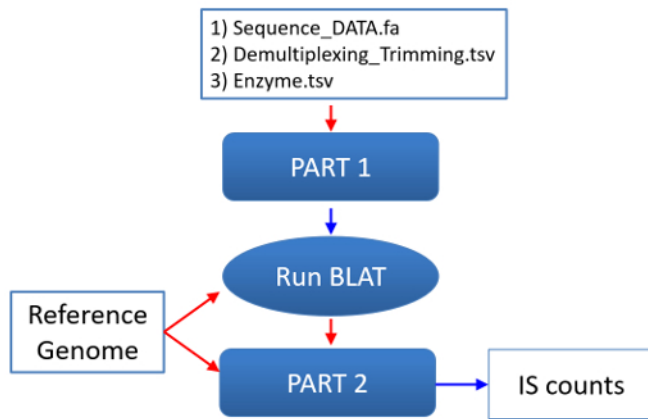 1) Sequence_DATA.fa
2) Demultiplexing_Trimming.tsv
3) Enzyme.tsv
PART 1
Run BLAT
Reference
Genome
PART 2
IS counts